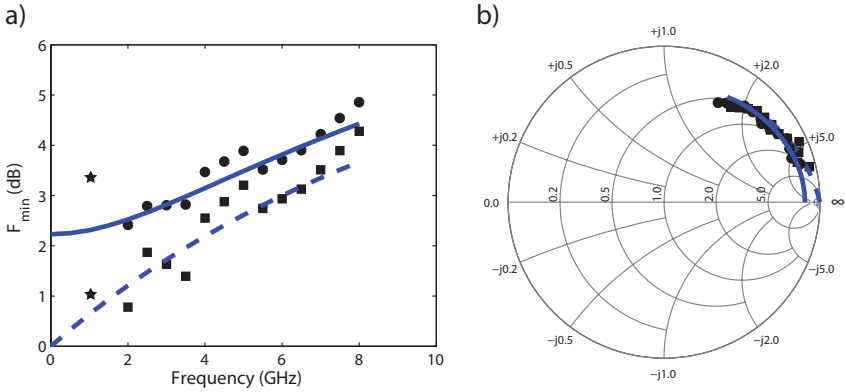 a)
6
5
4
3
2
1
0
F min (dB)
0
2
4
6
8
10
Frequency (GHz)
b)
+j1.0
+j0.5
+j2.0
+j0.2
+j5.0
0.0
0.2
0.5
1.0
2.0
5.0
∞
−j0.2
−j5.0
−j0.5
−j2.0
−j1.0